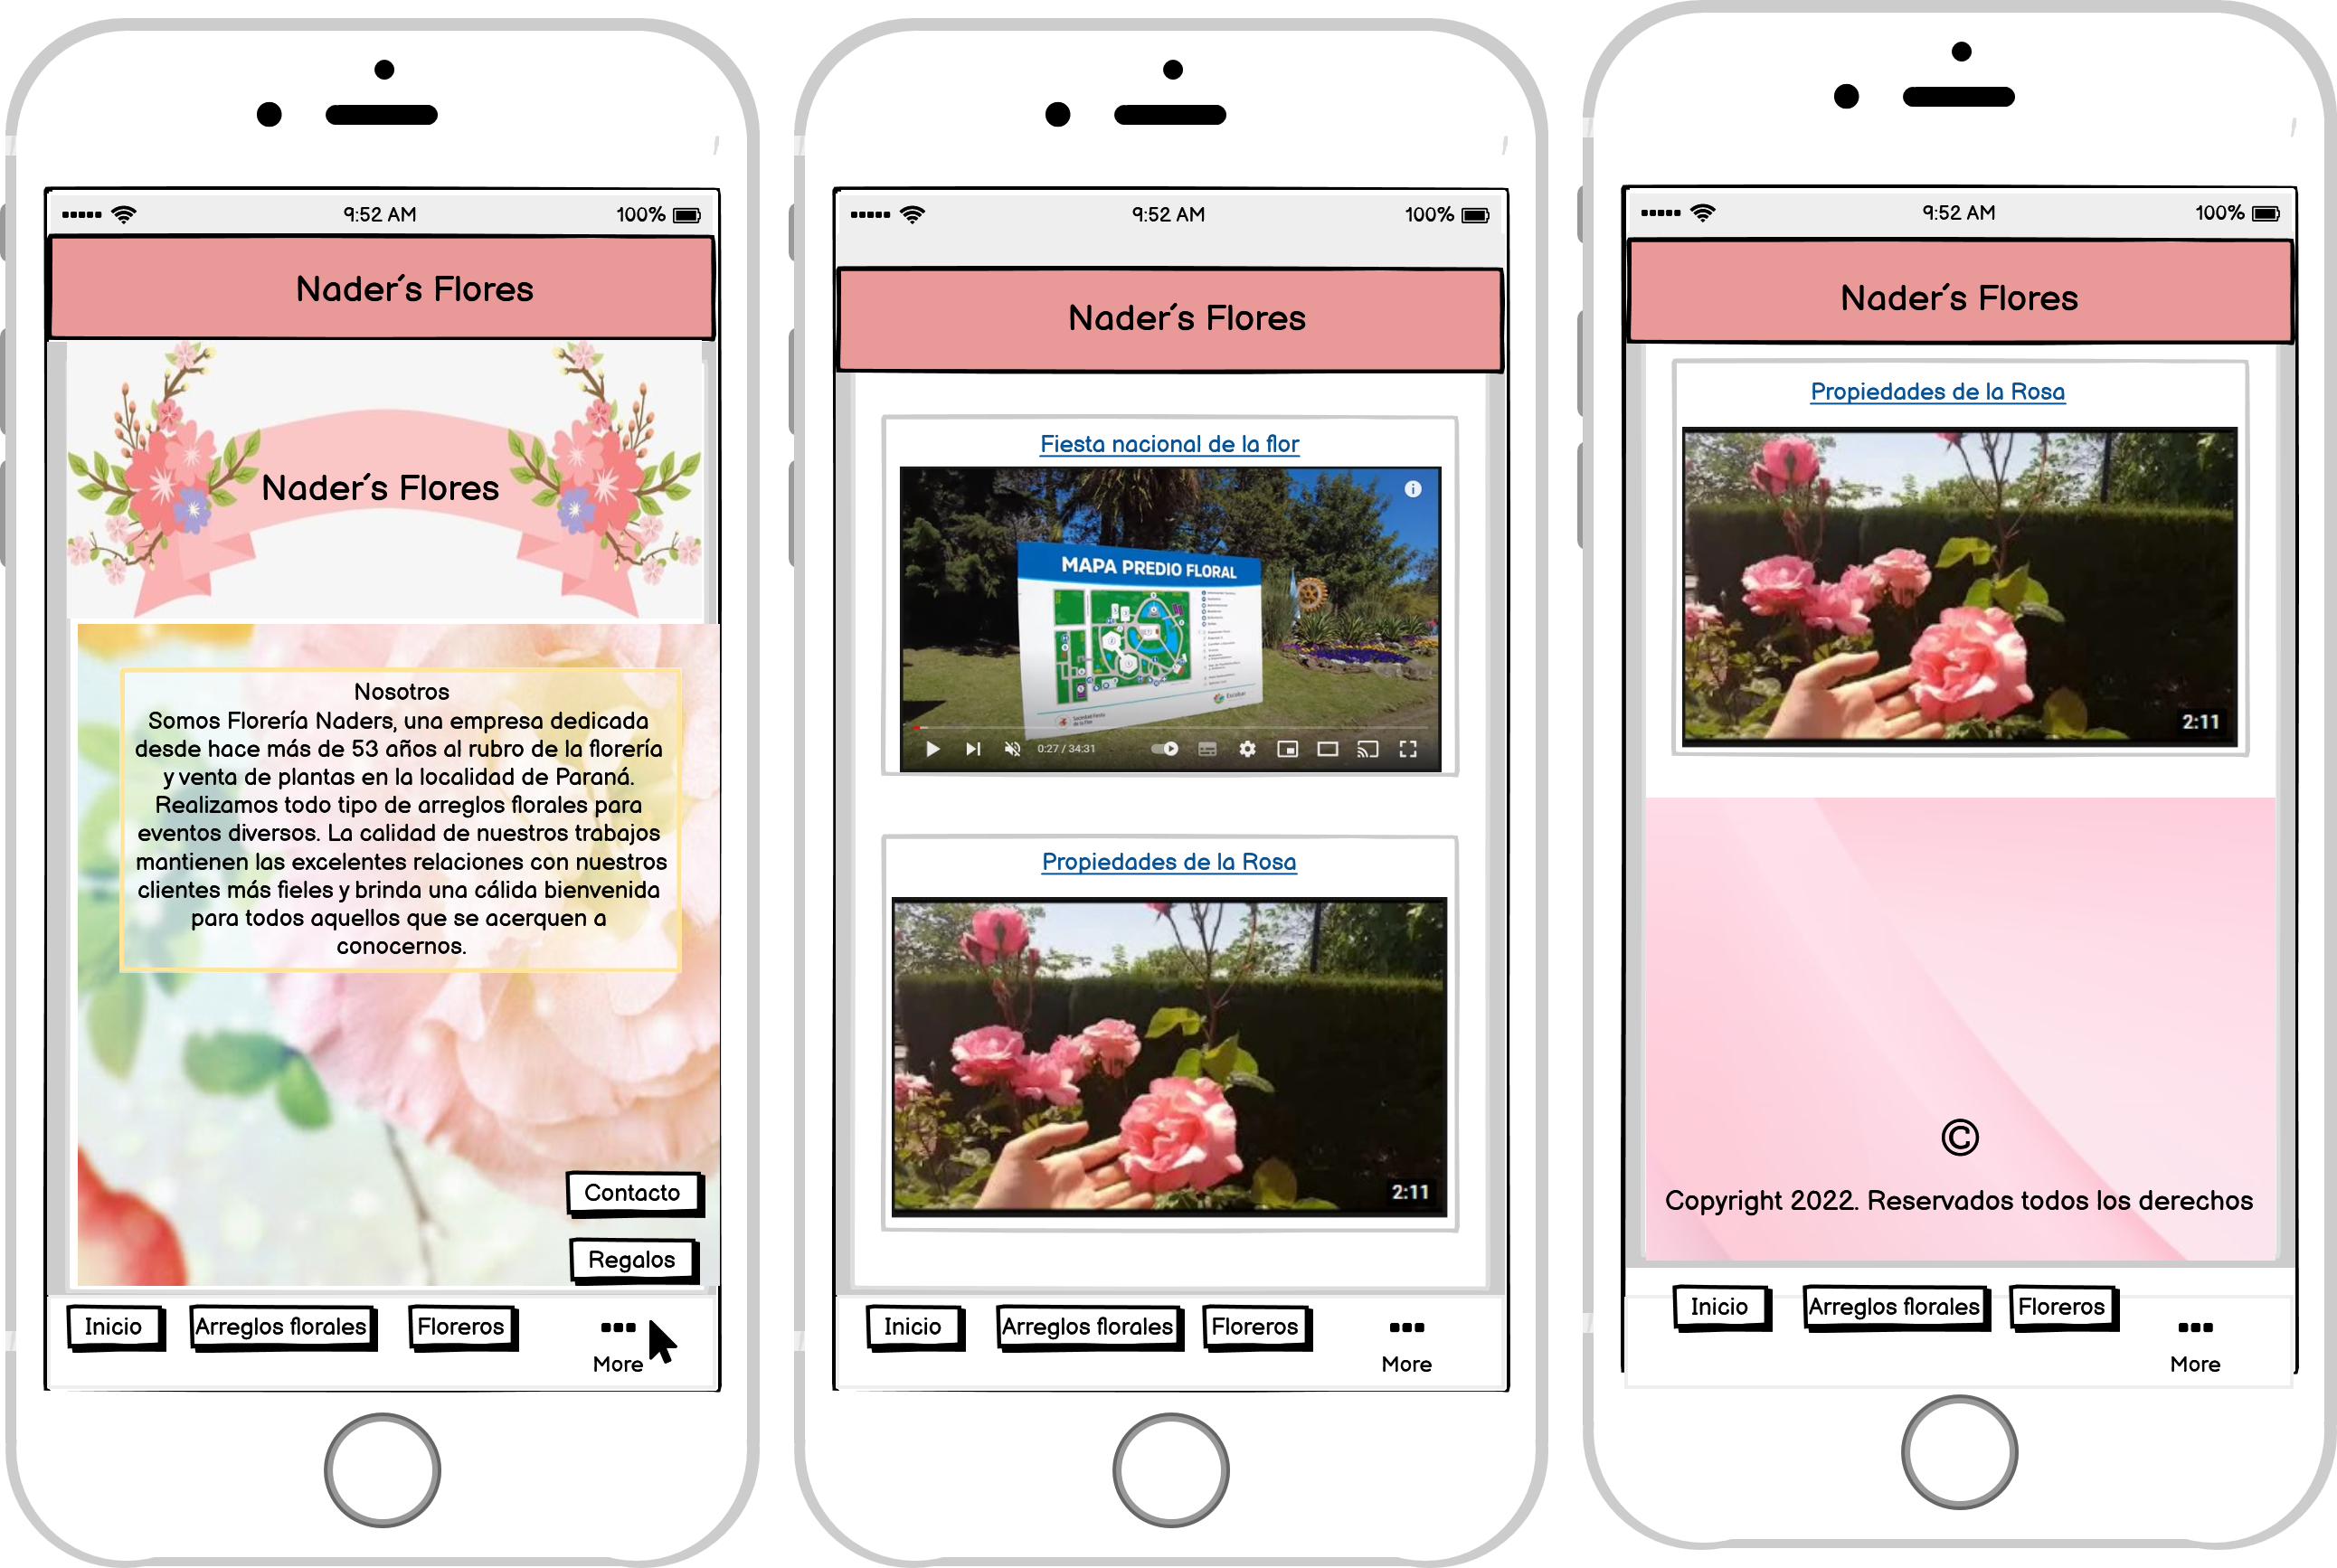 9:52 AM
100%
Nader´s Flores
Nader´s Flores
Nosotros
Somos Florería Naders, una empresa dedicada
desde hace más de 53 años al rubro de la florería
y venta de plantas en la localidad de Paraná.
Realizamos todo tipo de arreglos florales para
eventos diversos. La calidad de nuestros trabajos
mantienen las excelentes relaciones con nuestros
clientes más fieles y brinda una cálida bienvenida
para todos aquellos que se acerquen a
conocernos.
Contacto
Regalos
Inicio
Arreglos florales
Floreros
More
9:52 AM
100%
Nader´s Flores
Fiesta nacional de la flor
MAPA PREDIO FLORAL
Escobar
0:27 / 34:31
Propiedades de la Rosa
2:11
Inicio
Arreglos florales
Floreros
More
9:52 AM
100%
Nader´s Flores
Propiedades de la Rosa
2:11
©
Copyright 2022. Reservados todos los derechos
Inicio
Arreglos florales
Floreros
More